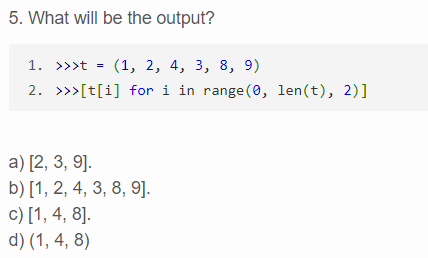 5. What will be the output?
1. >>>t = (1, 2, 4, 3, 8, 9)
2. >>>[t[i] for i in range(0, len(t), 2)]
a) [2, 3, 9].
b) [1, 2, 4, 3, 8, 9].
c) [1, 4, 8].
d) (1, 4, 8)